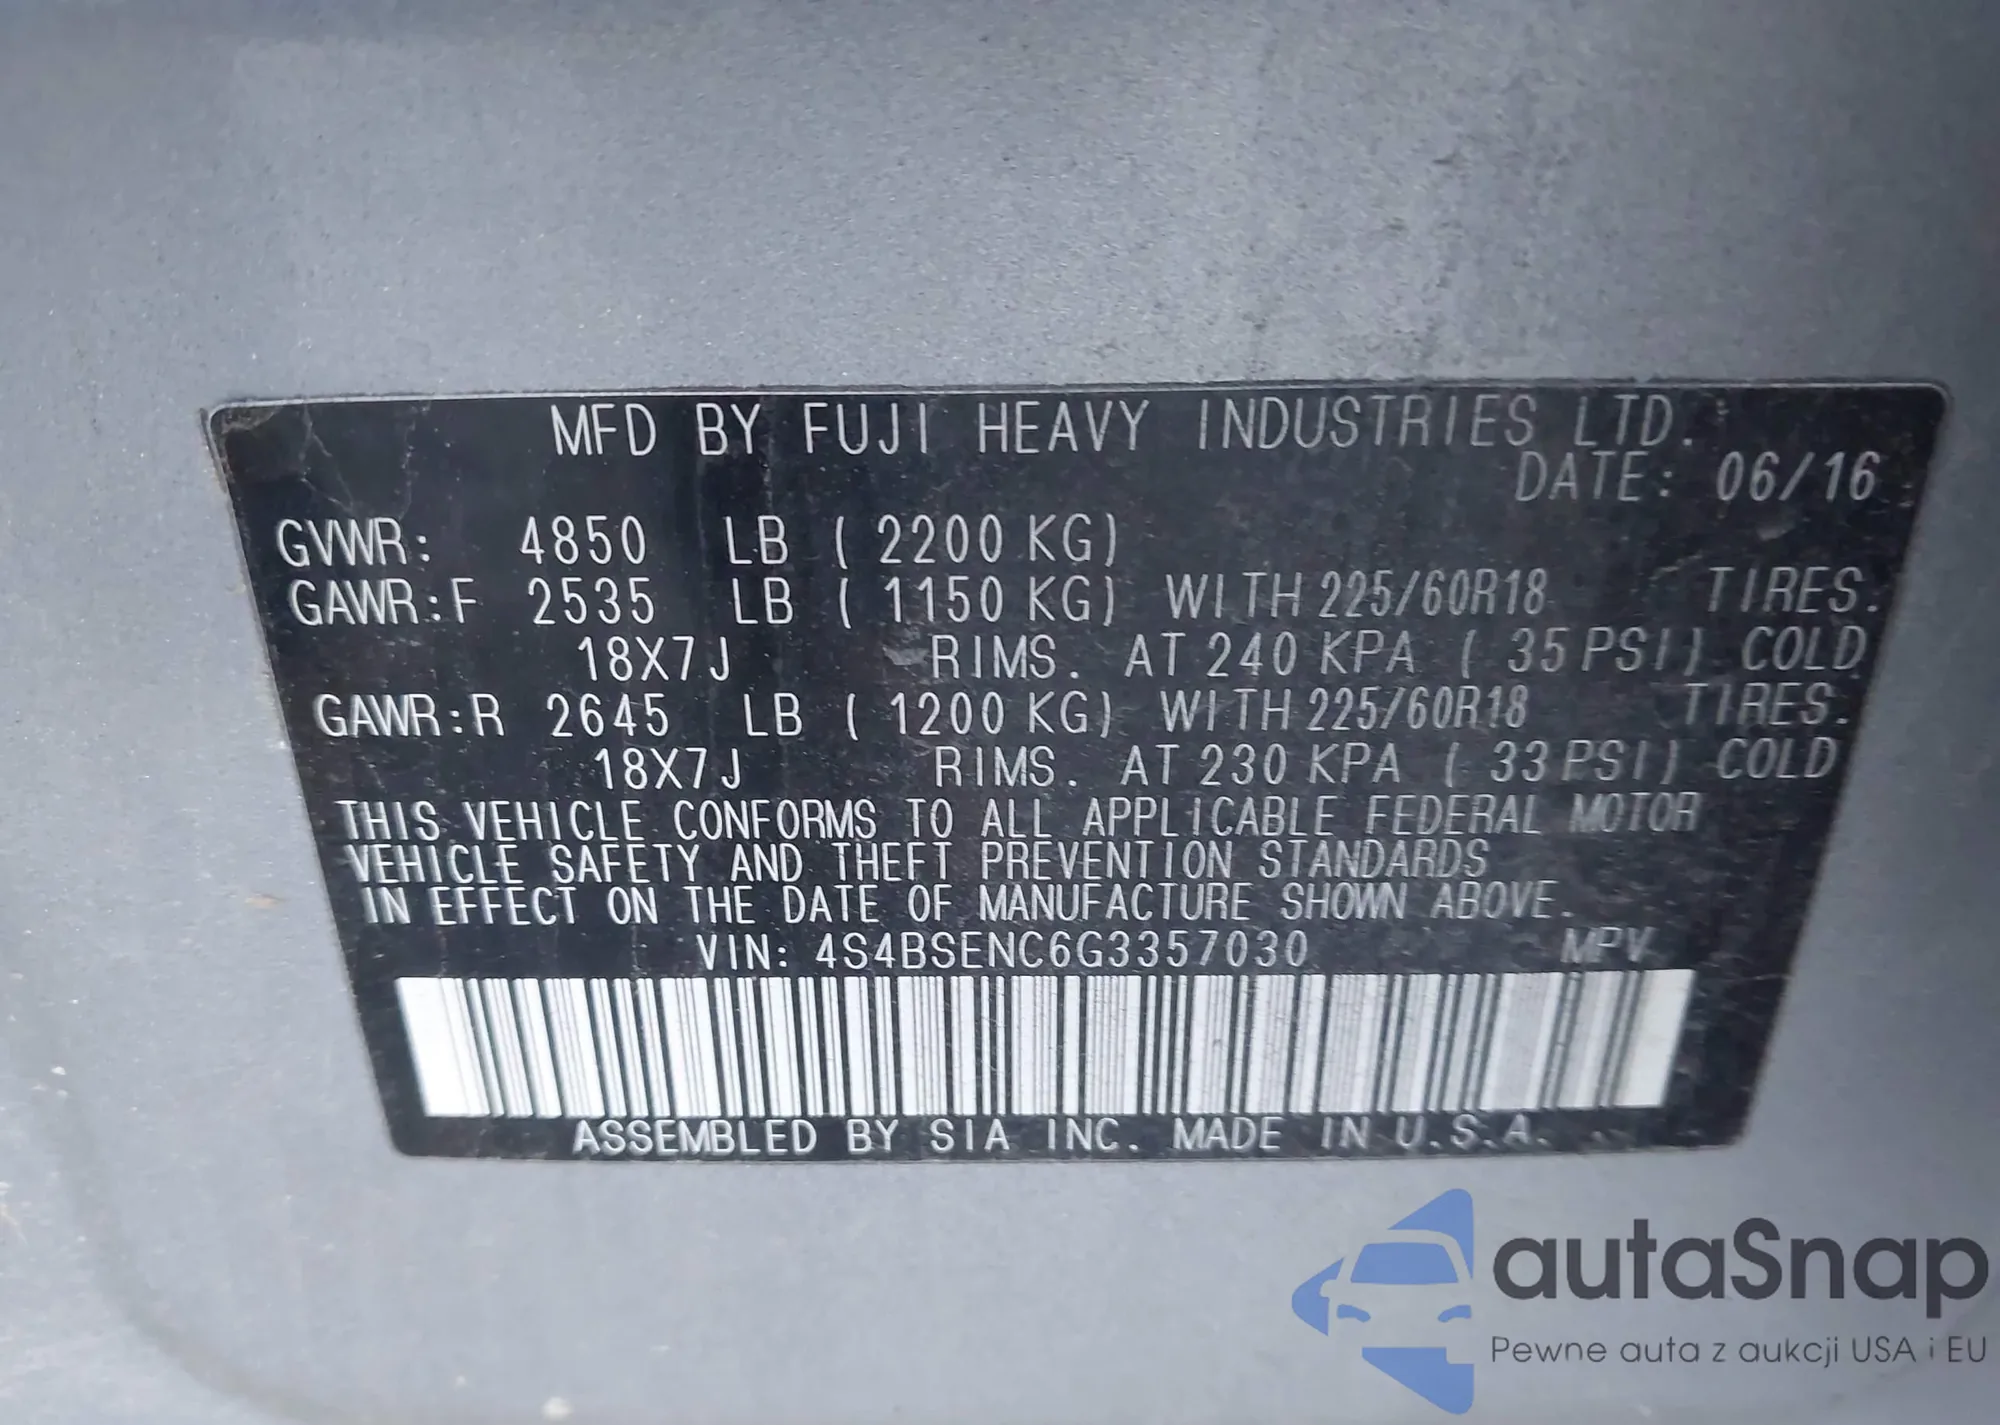 MFD BY FUJI HEAVY INDUSTRIES LTD.
DATE: 06/16
GVWR: 4850 LB ( 2200 KG)
GAWR:F 2535 LB ( 1150 KG) WITH 225/60R18 TIRES.
18X7J RIMS. AT 240 KPA ( 35 PSI) COLD
GAWR:R 2645 LB ( 1200 KG) WITH 225/60R18 TIRES.
18X7J RIMS. AT 230 KPA ( 33 PSI) COLD
THIS VEHICLE CONFORMS TO ALL APPLICABLE FEDERAL MOTOR
VEHICLE SAFETY AND THEFT PREVENTION STANDARDS
IN EFFECT ON THE DATE OF MANUFACTURE SHOWN ABOVE.
VIN: 4S4BSENC6G3357030 MPV
ASSEMBLED BY SIA INC. MADE IN U.S.A.
autaSnap
Pewne auta z aukcji USA i EU